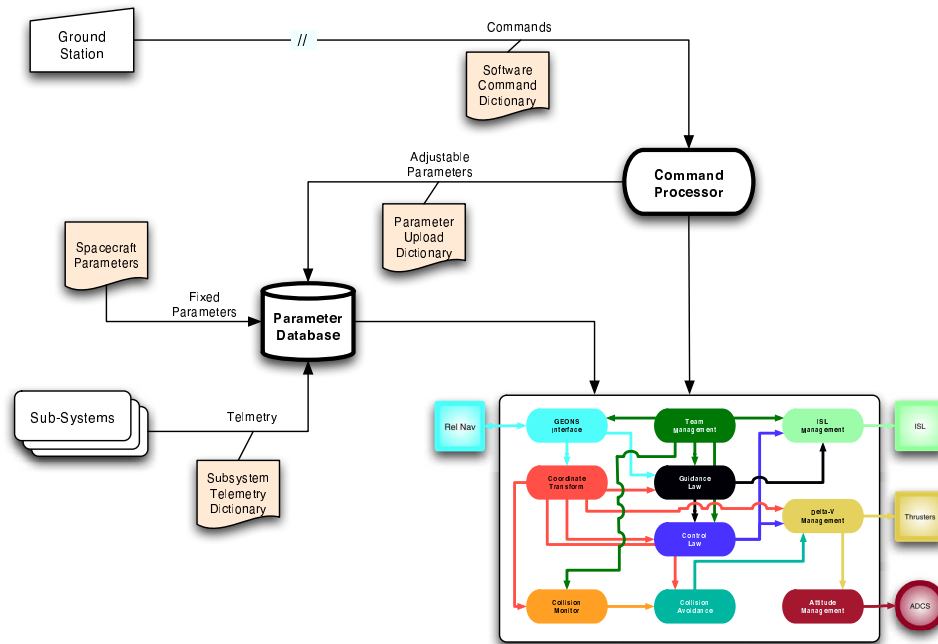 Ground
Station
//
Commands
Software
Command
Dictionary
Command
Processor
Adjustable
Parameters
Parameter
Upload
Dictionary
Spacecraft
Parameters
Fixed
Parameters
Parameter
Database
Sub-Systems
Telemetry
Subsystem
Telemetry
Dictionary
Rel Nav
GEONS
Interface
Team
Management
ISL
Management
ISL
Coordinate
Transform
Guidance
Law
Delta-V
Management
Thrusters
Control
Law
Collision
Monitor
Collision
Avoidance
Attitude
Management
ADCS